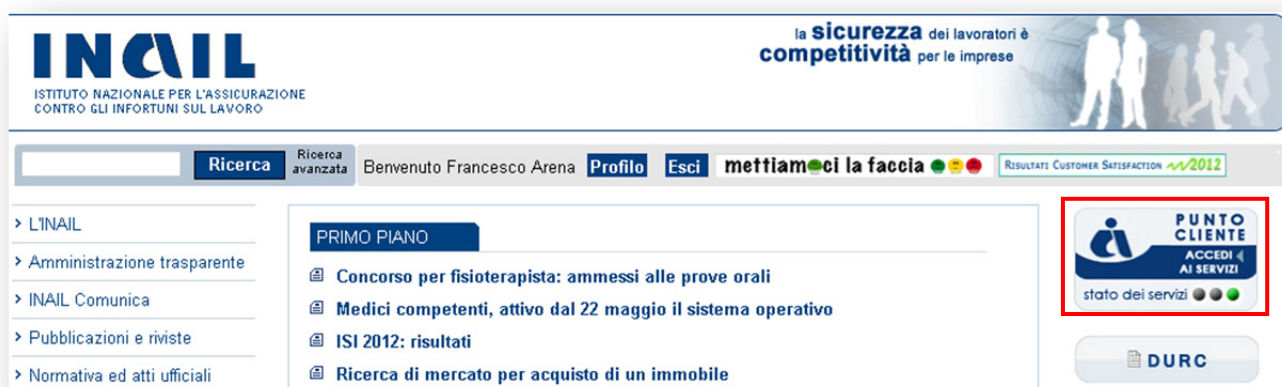 INAIL
ISTITUTO NAZIONALE PER L'ASSICURAZIONE
CONTRO GLI INFORTUNI SUL LAVORO
la sicurezza dei lavoratori è
competitività per le imprese
Ricerca
Ricerca
avanzata
Benvenuto Francesco Arena Profilo Esci
mettiamoci la faccia
RISULTATI CUSTOMER SATISFACTION 2012
L'INAIL
Amministrazione trasparente
INAIL Comunica
Pubblicazioni e riviste
Normativa ed atti ufficiali
PRIMO PIANO
Concorso per fisioterapista: ammessi alle prove orali
Medici competenti, attivo dal 22 maggio il sistema operativo
ISI 2012: risultati
Ricerca di mercato per acquisto di un immobile
PUNTO
CLIENTE
ACCEDI
AI SERVIZI
stato dei servizi
DURC